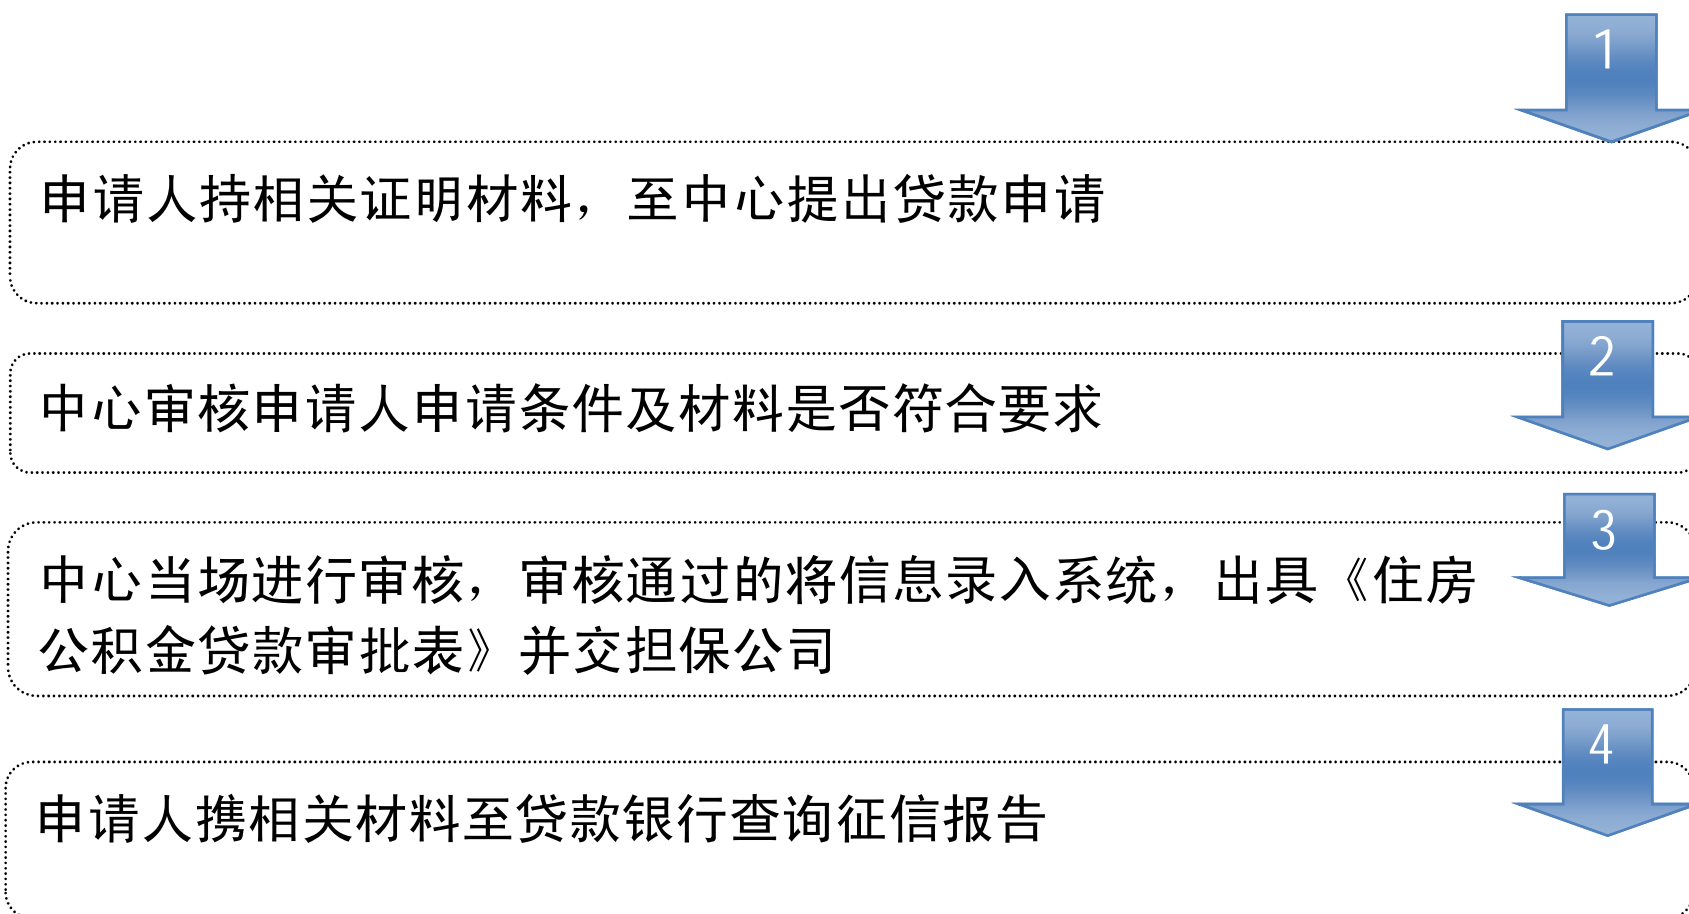 1
申请人持相关证明材料，至中心提出贷款申请
2
中心审核申请人申请条件及材料是否符合要求
3
中心当场进行审核，审核通过的将信息录入系统，出具《住房
公积金贷款审批表》并交担保公司
4
申请人携相关材料至贷款银行查询征信报告